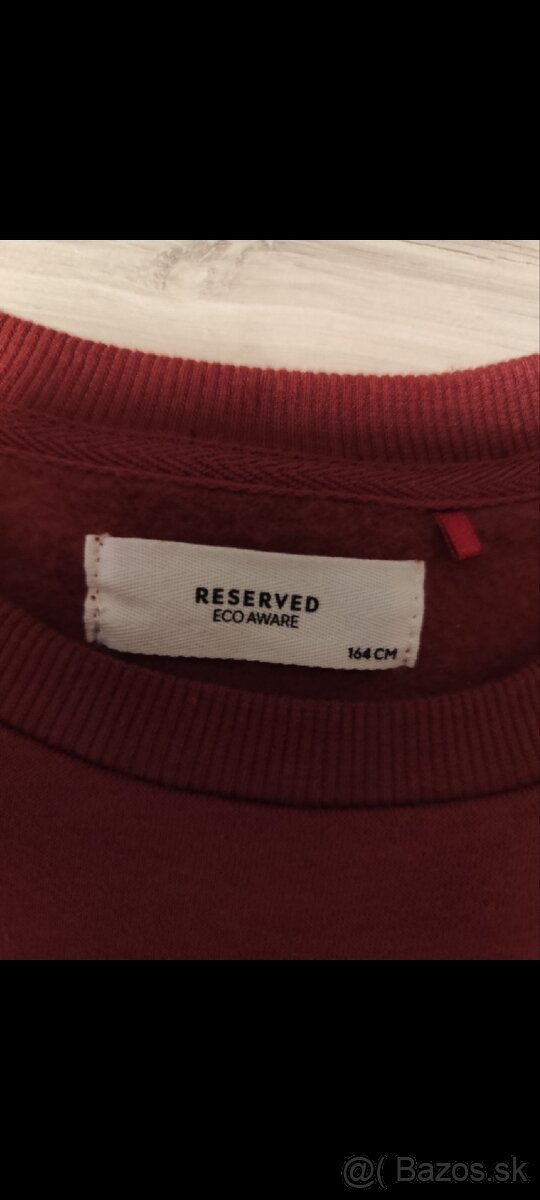 RESERVED
ECO AWARE
164 CM
@( Bazos.sk